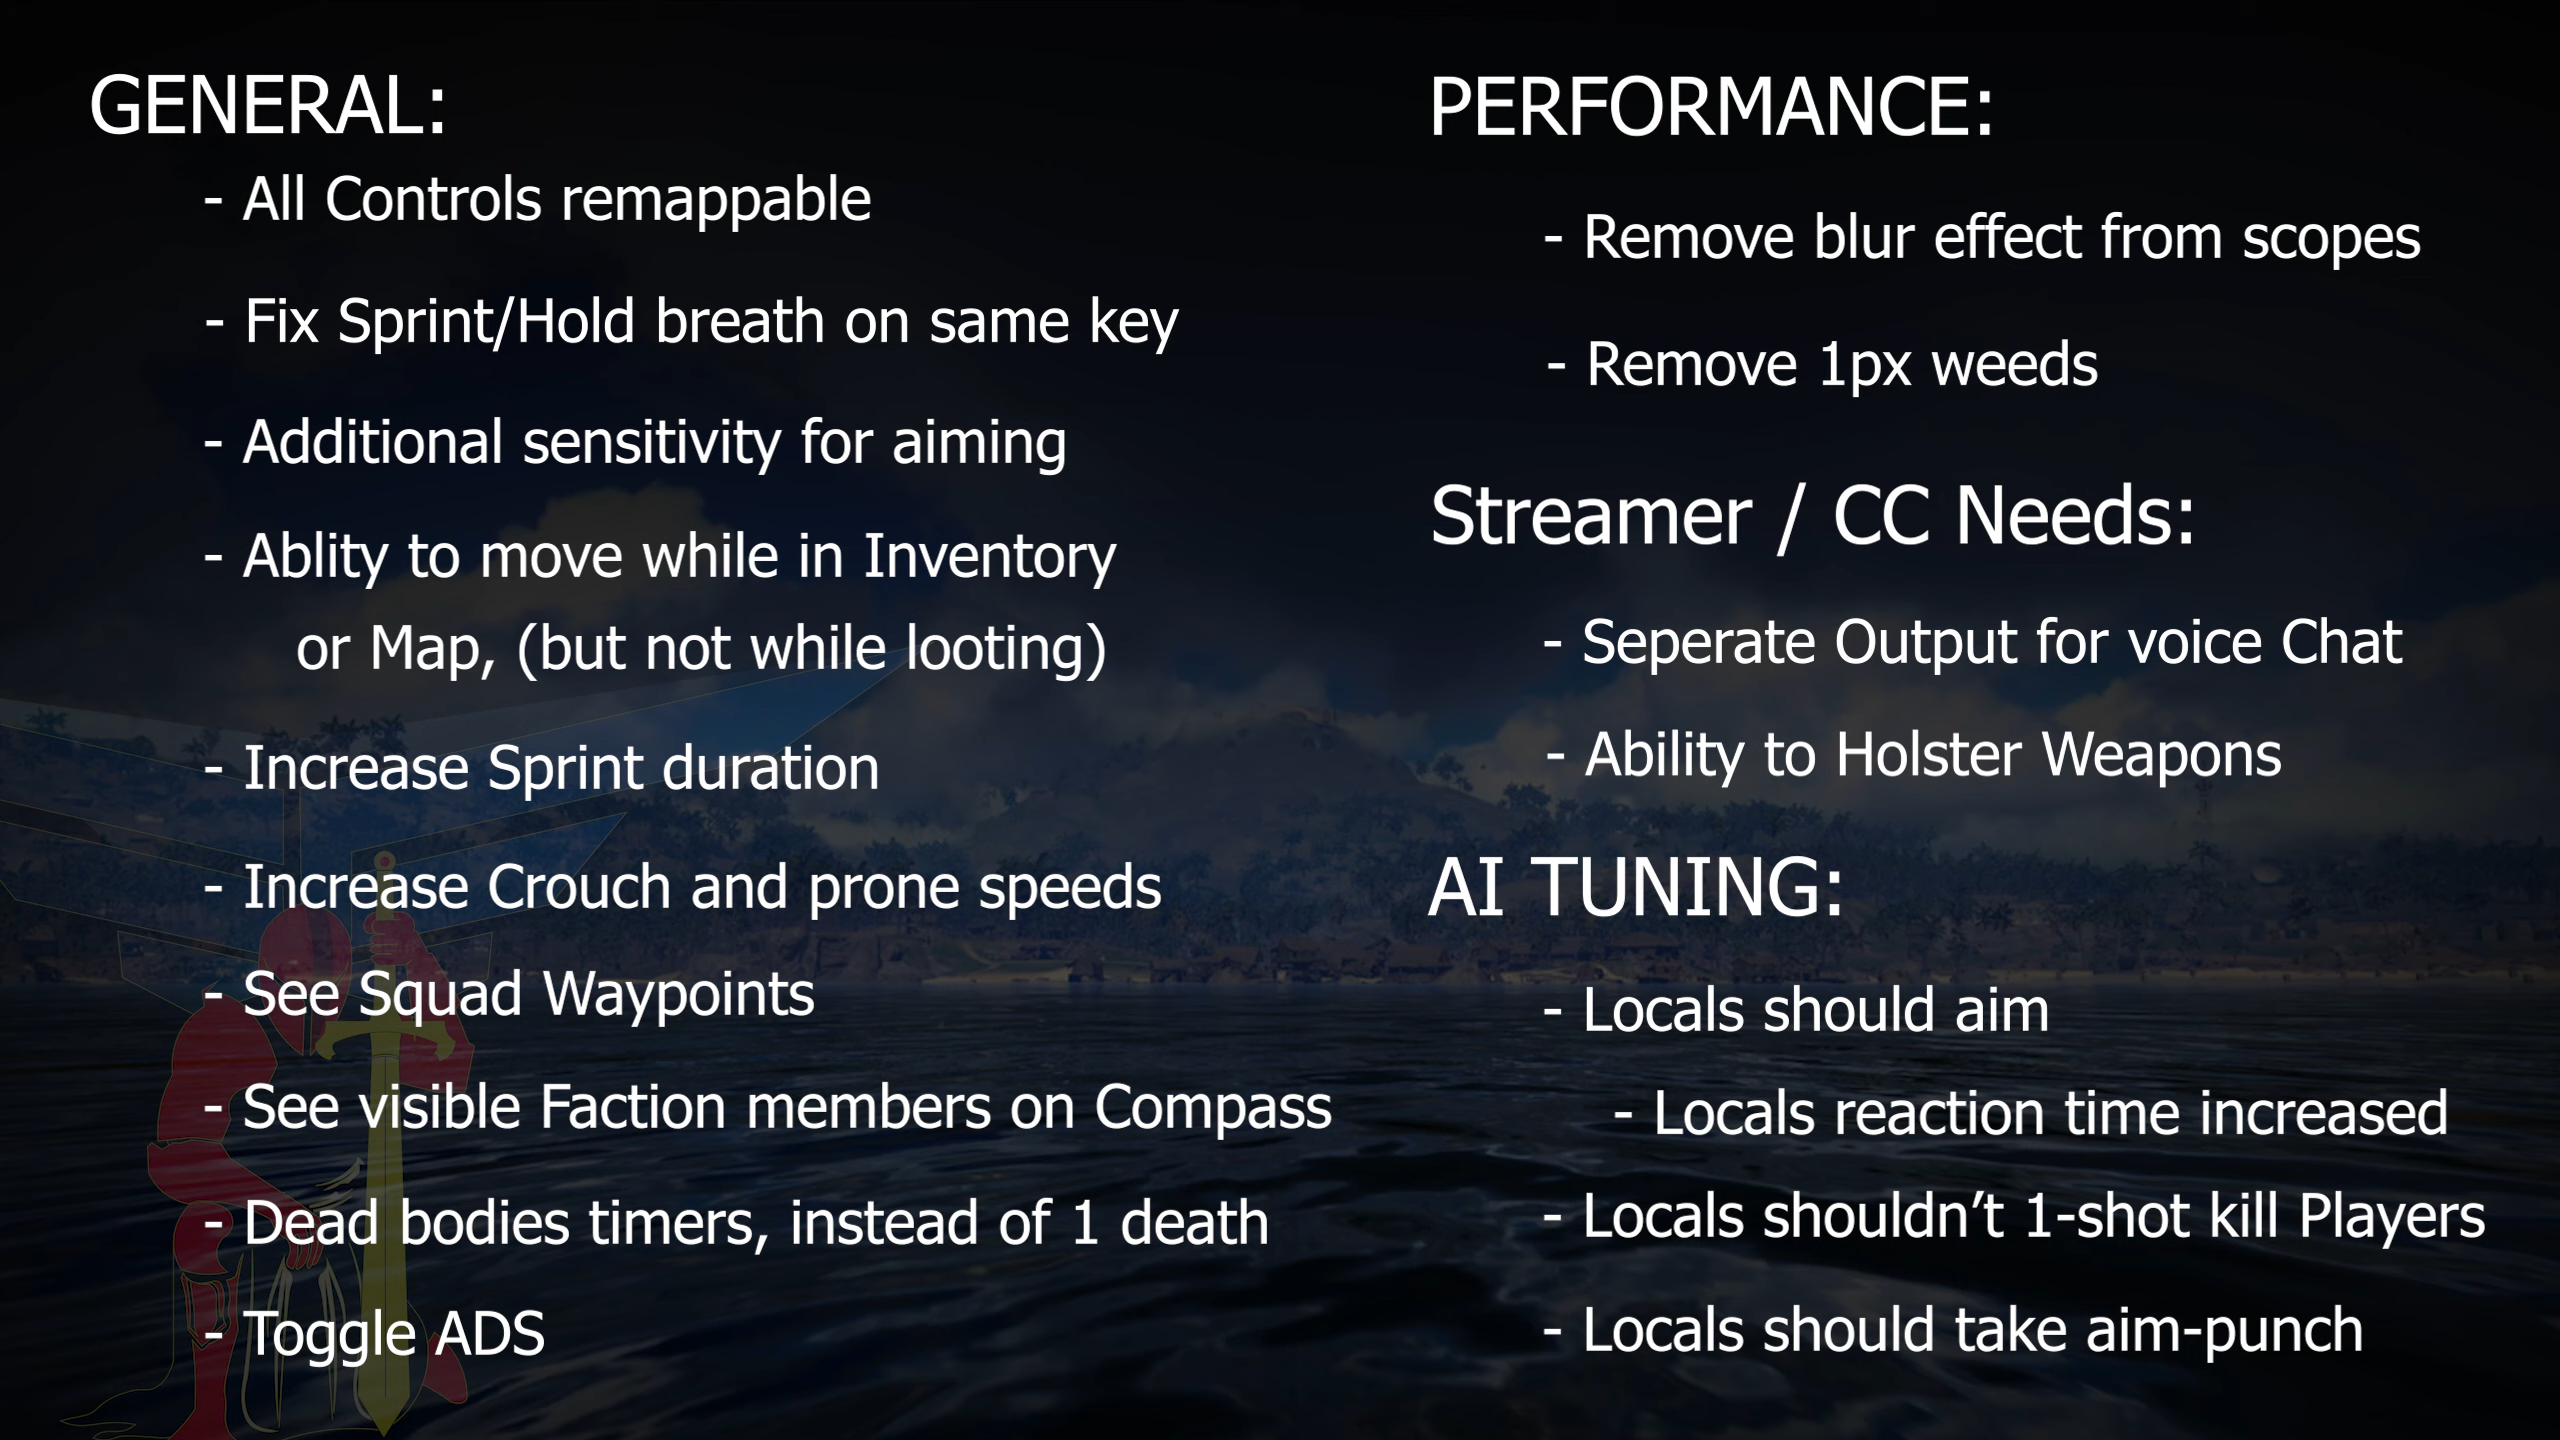 GENERAL:
- All Controls remappable
- Fix Sprint/Hold breath on same key
- Additional sensitivity for aiming
- Ablity to move while in Inventory
or Map, (but not while looting)
- Increase Sprint duration
- Increase Crouch and prone speeds
- See Squad Waypoints
- See visible Faction members on Compass
- Dead bodies timers, instead of 1 death
- Toggle ADS
PERFORMANCE:
- Remove blur effect from scopes
- Remove 1px weeds
Streamer / CC Needs:
- Seperate Output for voice Chat
- Ability to Holster Weapons
AI TUNING:
- Locals should aim
- Locals reaction time increased
- Locals shouldn’t 1-shot kill Players
- Locals should take aim-punch